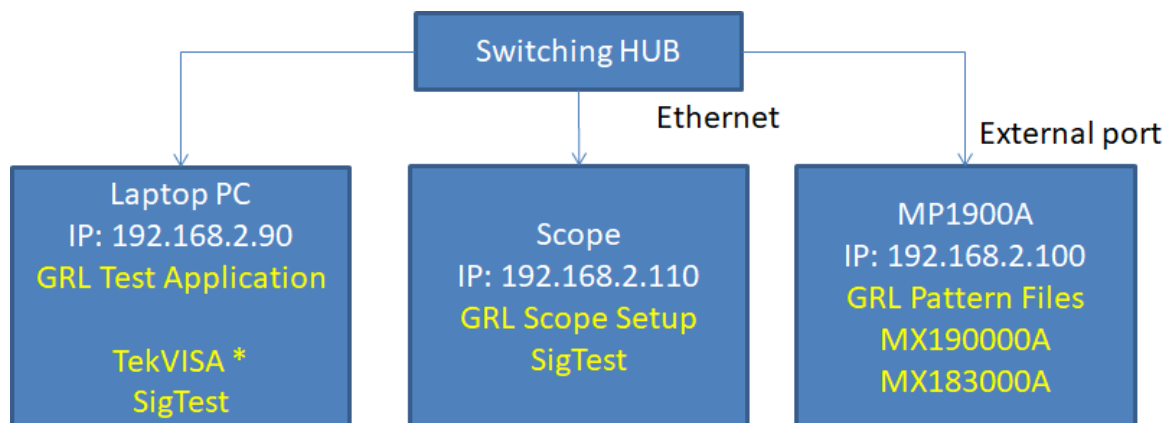 Switching HUB
Ethernet
External port
Laptop PC
IP: 192.168.2.90
GRL Test Application
TekVISA *
SigTest
Scope
IP: 192.168.2.110
GRL Scope Setup
SigTest
MP1900A
IP: 192.168.2.100
GRL Pattern Files
MX190000A
MX183000A